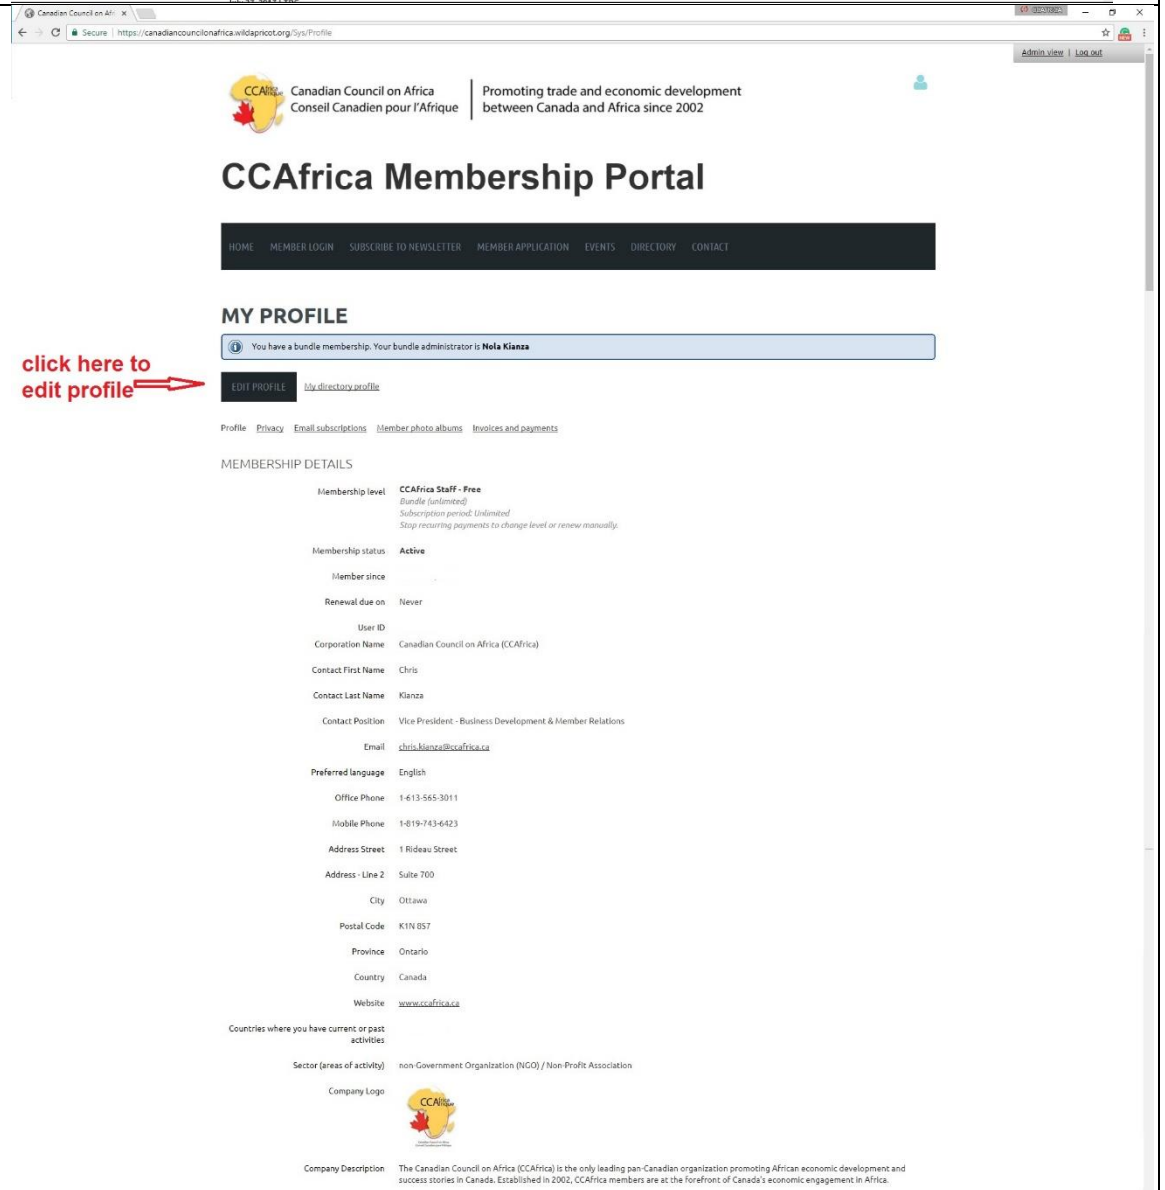 Canadian Council on Afr
Secure | https://canadiancouncilonafrica.wildapricot.org/Sys/Profile
NEW
Admin view | Log out
CCAfrique Canadian Council on Africa
Conseil Canadien pour l'Afrique
Promoting trade and economic development
between Canada and Africa since 2002
CCAfrica Membership Portal
HOME MEMBER LOGIN SUBSCRIBE TO NEWSLETTER MEMBER APPLICATION EVENTS DIRECTORY CONTACT
MY PROFILE
You have a bundle membership. Your bundle administrator is Nola Kianza
click here to
edit profile
EDIT PROFILE My directory profile
Profile Privacy Email subscriptions Member photo albums Invoices and payments
MEMBERSHIP DETAILS
Membership level CCAfrica Staff - Free
Bundle (unlimited)
Subscription period: Unlimited
Stop recurring payments to change level or renew manually.
Membership status Active
Member since
Renewal due on Never
User ID
Corporation Name Canadian Council on Africa (CCAfrica)
Contact First Name Chris
Contact Last Name Kianza
Contact Position Vice President - Business Development & Member Relations
Email chris.kianza@ccafrica.ca
Preferred language English
Office Phone 1-613-565-3011
Mobile Phone 1-819-743-6423
Address Street 1 Rideau Street
Address - Line 2 Suite 700
City Ottawa
Postal Code K1N 8S7
Province Ontario
Country Canada
Website www.ccafrica.ca
Countries where you have current or past
activities
Sector (areas of activity) non-Government Organization (NGO) / Non-Profit Association
Company Logo
CCAfrique
Company Description The Canadian Council on Africa (CCAfrica) is the only leading pan-Canadian organization promoting African economic development and
success stories in Canada. Established in 2002, CCAfrica members are at the forefront of Canada's economic engagement in Africa.